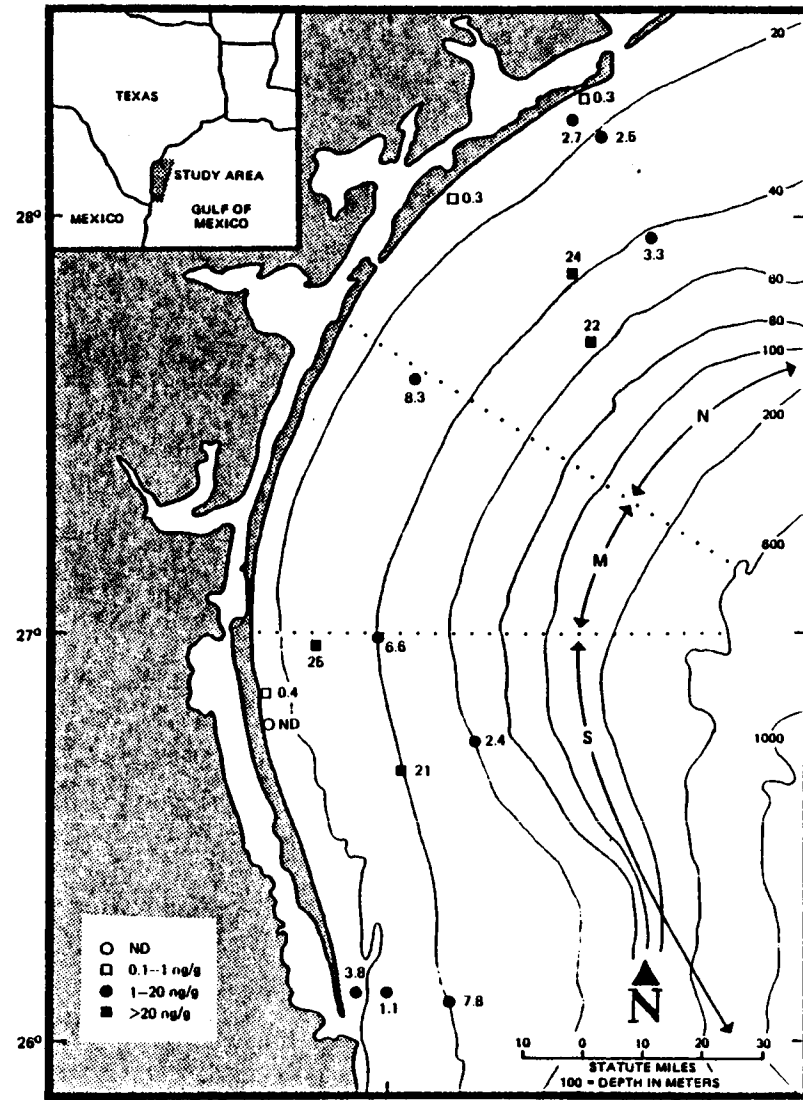 TEXAS
STUDY AREA
MEXICO
GULF OF
MEXICO
20
0.3
2.7
2.5
0.3
28°
40
3.3
24
60
22
80
100
8.3
N
200
M
600
27°
6.6
26
0.4
ND
S
2.4
1000
21
ND
0.1--1 ng/g
1-20 ng/g
>20 ng/g
3.8
1.1
7.8
N
26°
10
0
10
20
30
STATUTE MILES
100 = DEPTH IN METERS